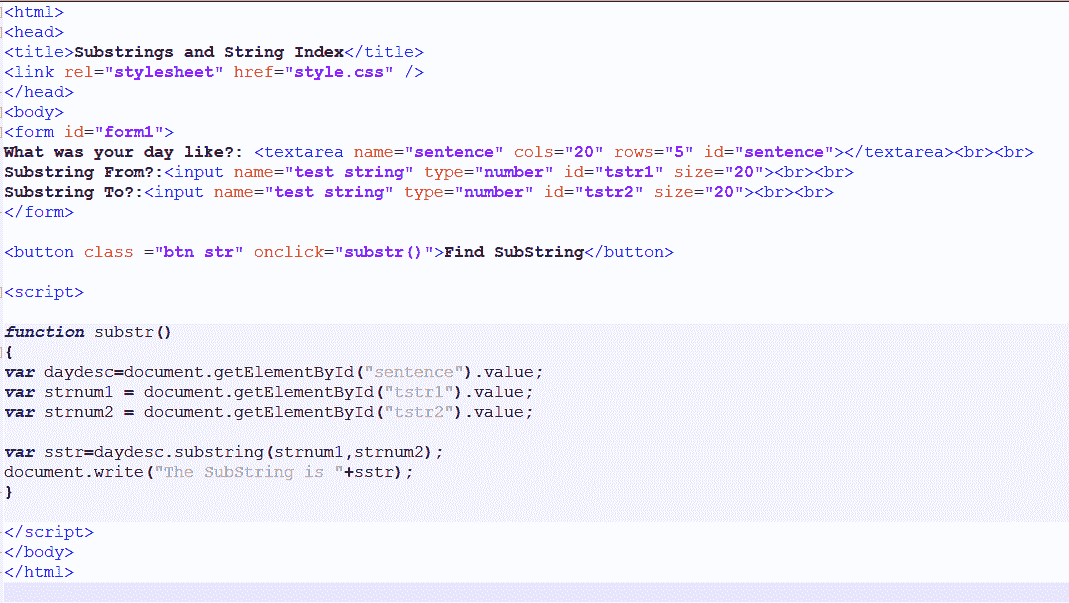 <html>
<head>
<title>Substrings and String Index</title>
<link rel="stylesheet" href="style.css" />
</head>
<body>
<form id="form1">
What was your day like?: <textarea name="sentence" cols="20" rows="5" id="sentence"></textarea><br><br>
Substring From?:<input name="test string" type="number" id="tstr1" size="20"><br><br>
Substring To?:<input name="test string" type="number" id="tstr2" size="20"><br><br>
</form>
<button class ="btn str" onclick="substr()">Find SubString</button>
<script>
function substr()
{
var daydesc=document.getElementById("sentence").value;
var strnum1 = document.getElementById("tstr1").value;
var strnum2 = document.getElementById("tstr2").value;
var sstr=daydesc.substring(strnum1,strnum2);
document.write("The SubString is "+sstr);
}
</script>
</body>
</html>